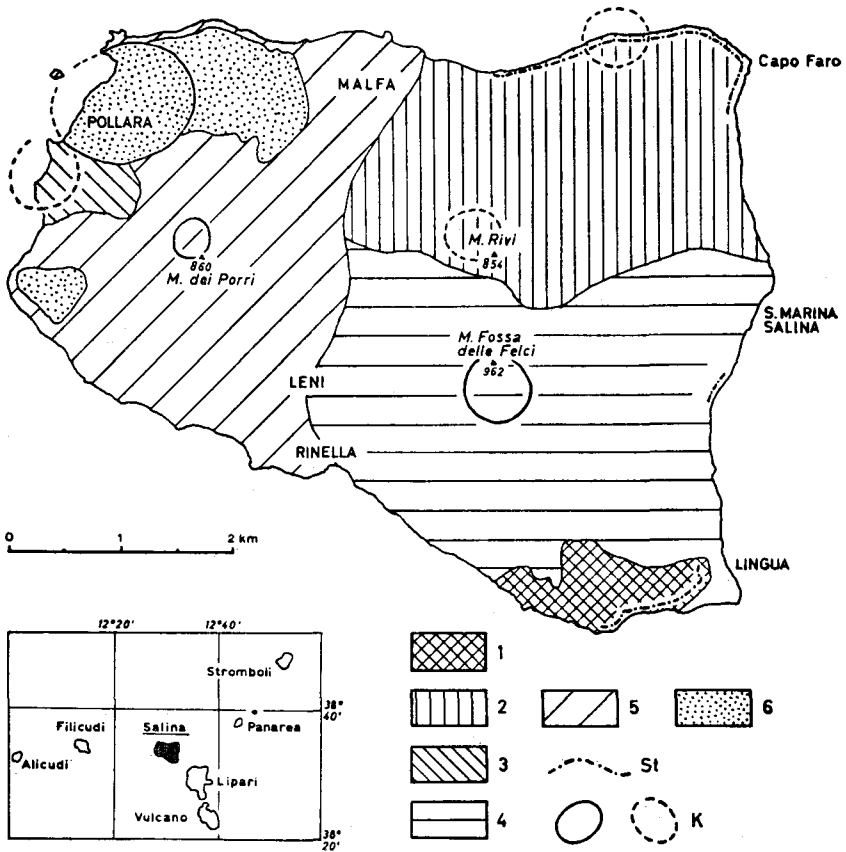 Capo Faro
MALFA
POLLARA
M. Rivi
854
860
M. dei Porri
S. MARINA
SALINA
M. Fossa
delle Felci
962
LENI
RINELLA
0 1 2 km
LINGUA
12°20' 12°40'
Stromboli
38°
40'
Filicudi
Salina
Panarea
Alicudi
Lipari
Vulcano
38°
20'
1
2
5
6
3
St
4
K